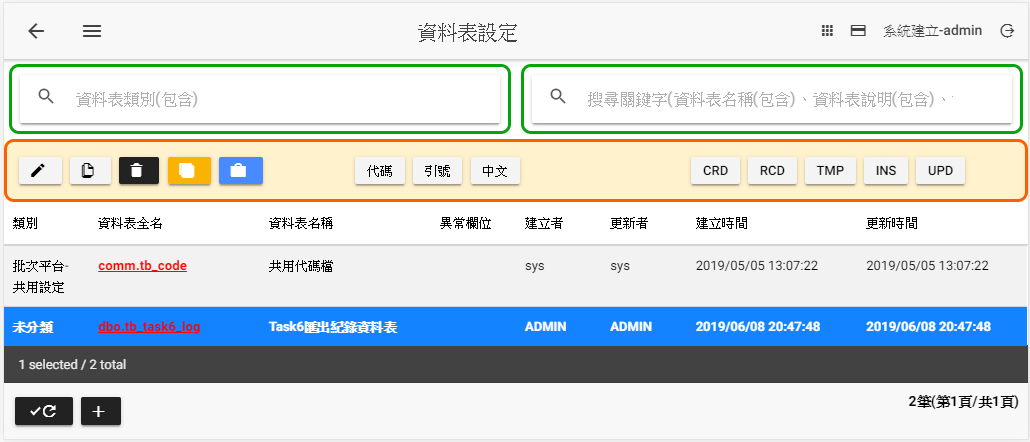 資料表設定
系統建立-admin
資料表類別(包含)
搜尋關鍵字(資料表名稱(包含)、資料表說明(包含)、
代碼 引號 中文 CRD RCD TMP INS UPD
類別 資料表全名 資料表名稱 異常欄位 建立者 更新者 建立時間 更新時間
批次平台-
共用設定
comm.tb_code 共用代碼檔 sys sys 2019/05/05 13:07:22 2019/05/05 13:07:22
未分類 dbo.tb_task6_log Task6匯出紀錄資料表 ADMIN ADMIN 2019/06/08 20:47:48 2019/06/08 20:47:48
1 selected / 2 total
2筆(第1頁/共1頁)